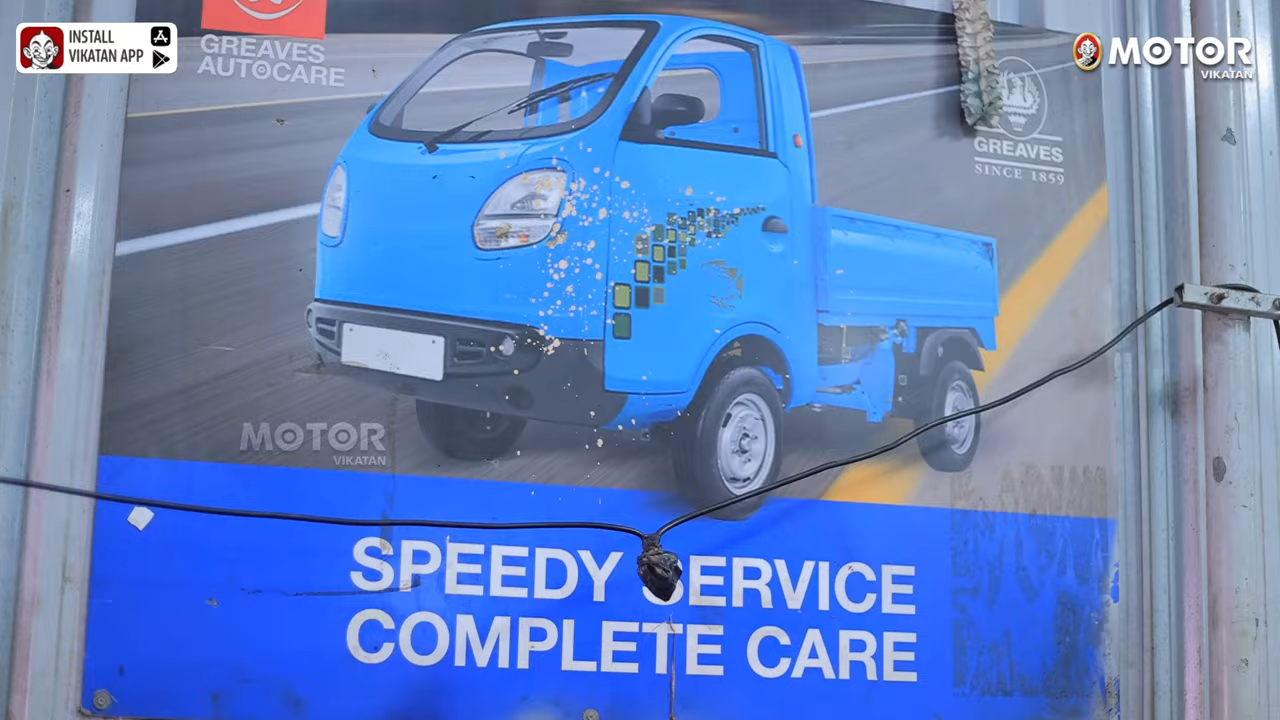 INSTALL
VIKATAN APP
GREAVES
AUTOCARE
MOTOR
VIKATAN
GREAVES
SINCE 1859
MOTOR
VIKATAN
SPEEDY SERVICE
COMPLETE CARE